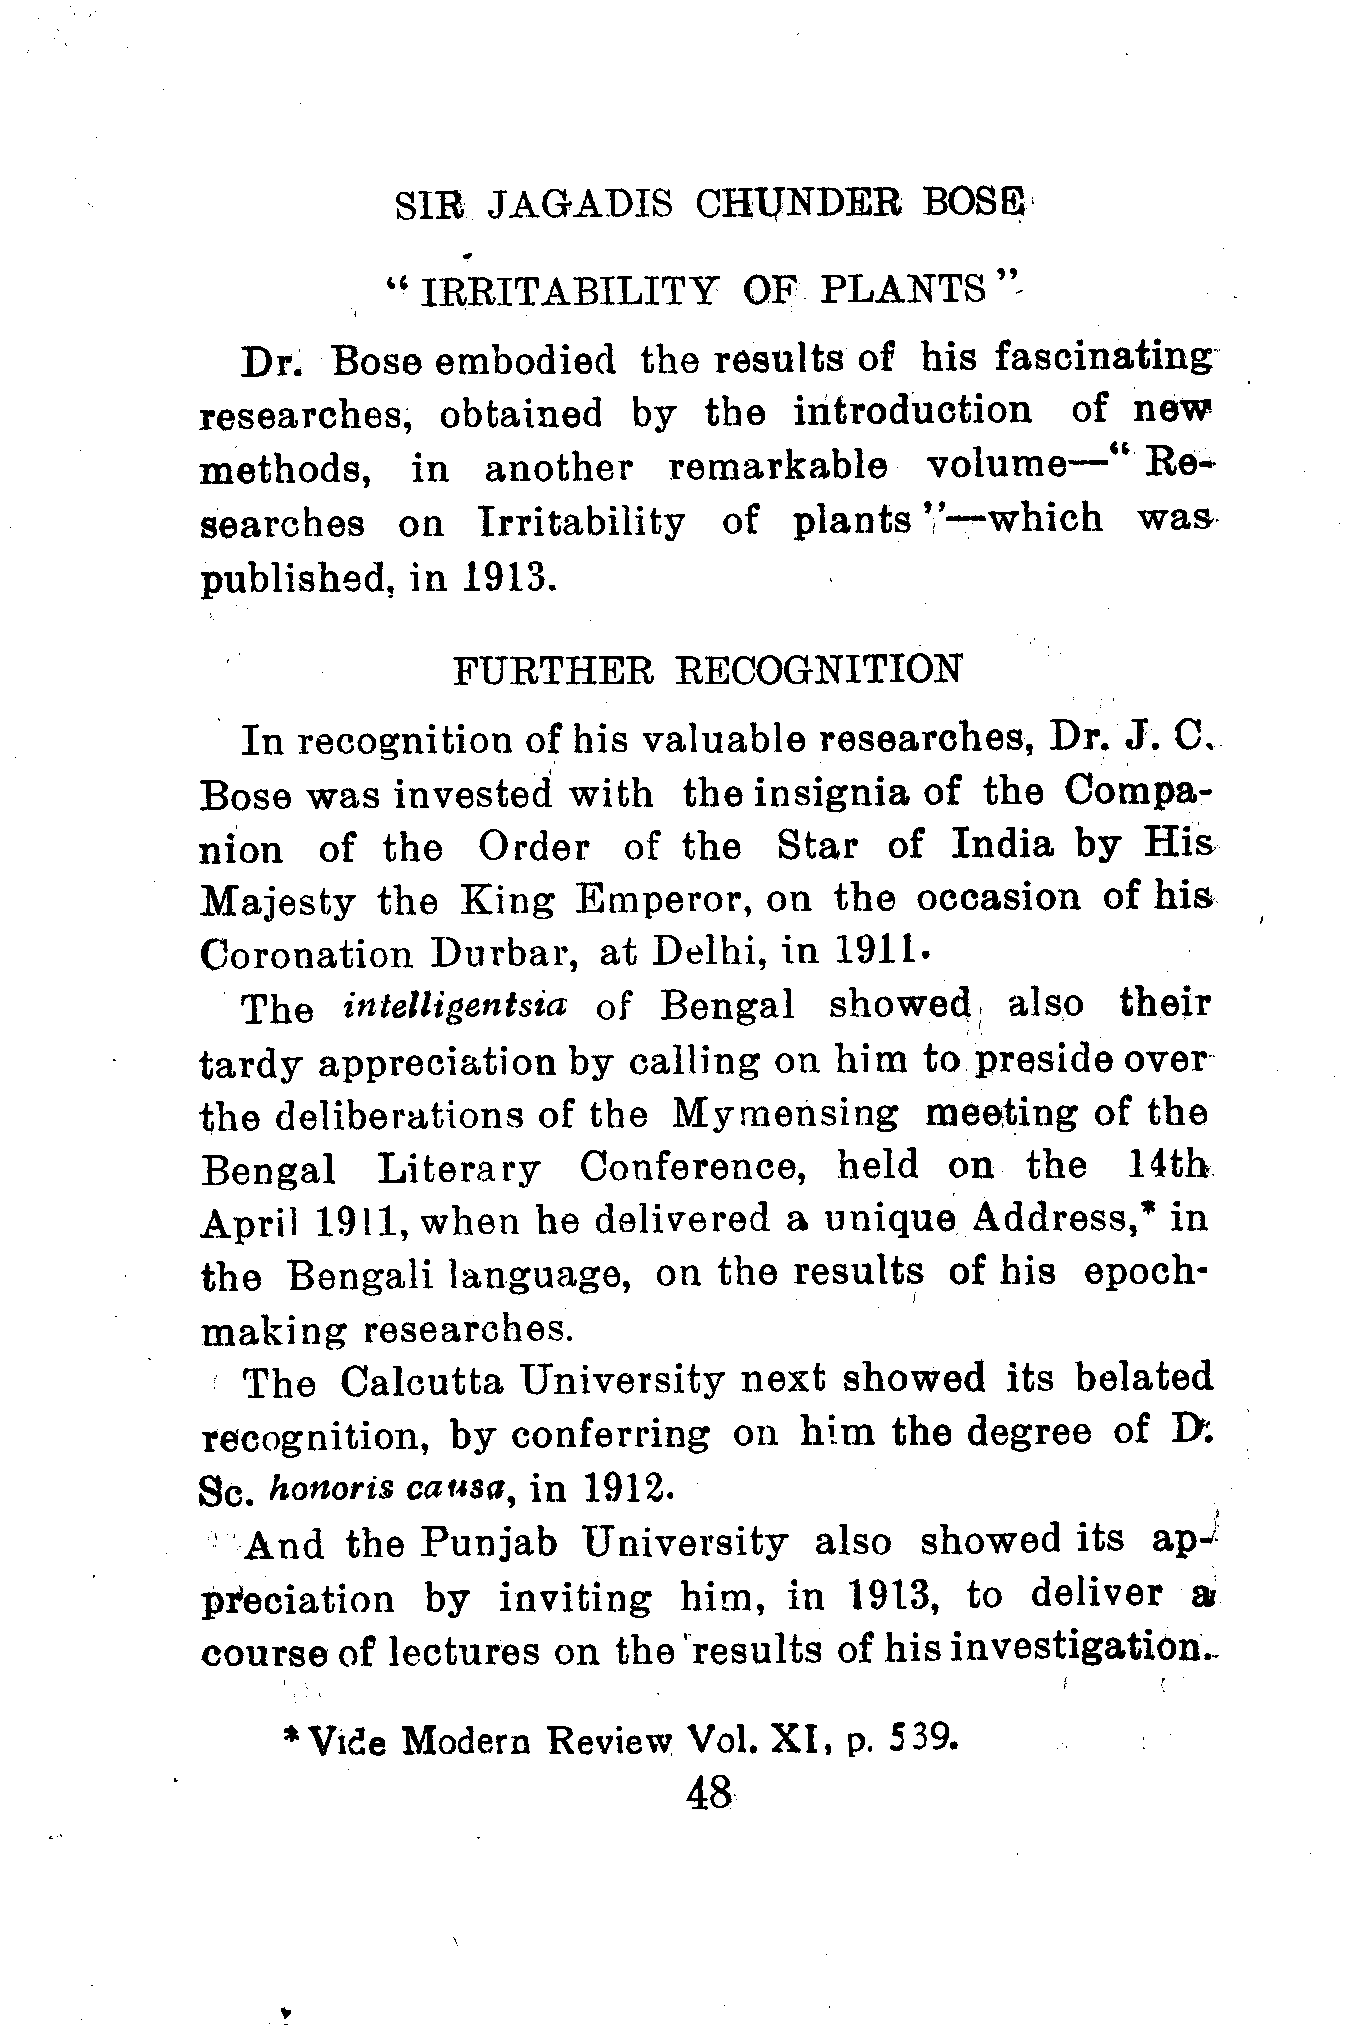 SIR JAGADIS CHUNDER BOSE
" IRRITABILITY OF PLANTS "
Dr. Bose embodied the results of his fascinating
researches, obtained by the introduction of new
methods, in another remarkable volume—" Re-
searches on Irritability of plants "—which was
published, in 1913.
FURTHER RECOGNITION
In recognition of his valuable researches, Dr. J. C.
Bose was invested with the insignia of the Compa-
nion of the Order of the Star of India by His
Majesty the King Emperor, on the occasion of his
Coronation Durbar, at Delhi, in 1911.
The intelligentsia of Bengal showed also their
tardy appreciation by calling on him to preside over
the deliberations of the Mymensing meeting of the
Bengal Literary Conference, held on the 14th
April 1911, when he delivered a unique Address,* in
the Bengali language, on the results of his epoch-
making researches.
The Calcutta University next showed its belated
recognition, by conferring on him the degree of D.
Sc. honoris causa, in 1912.
And the Punjab University also showed its ap-
preciation by inviting him, in 1913, to deliver a
course of lectures on the results of his investigation.
* Vide Modern Review Vol. XI, p. 539.
48